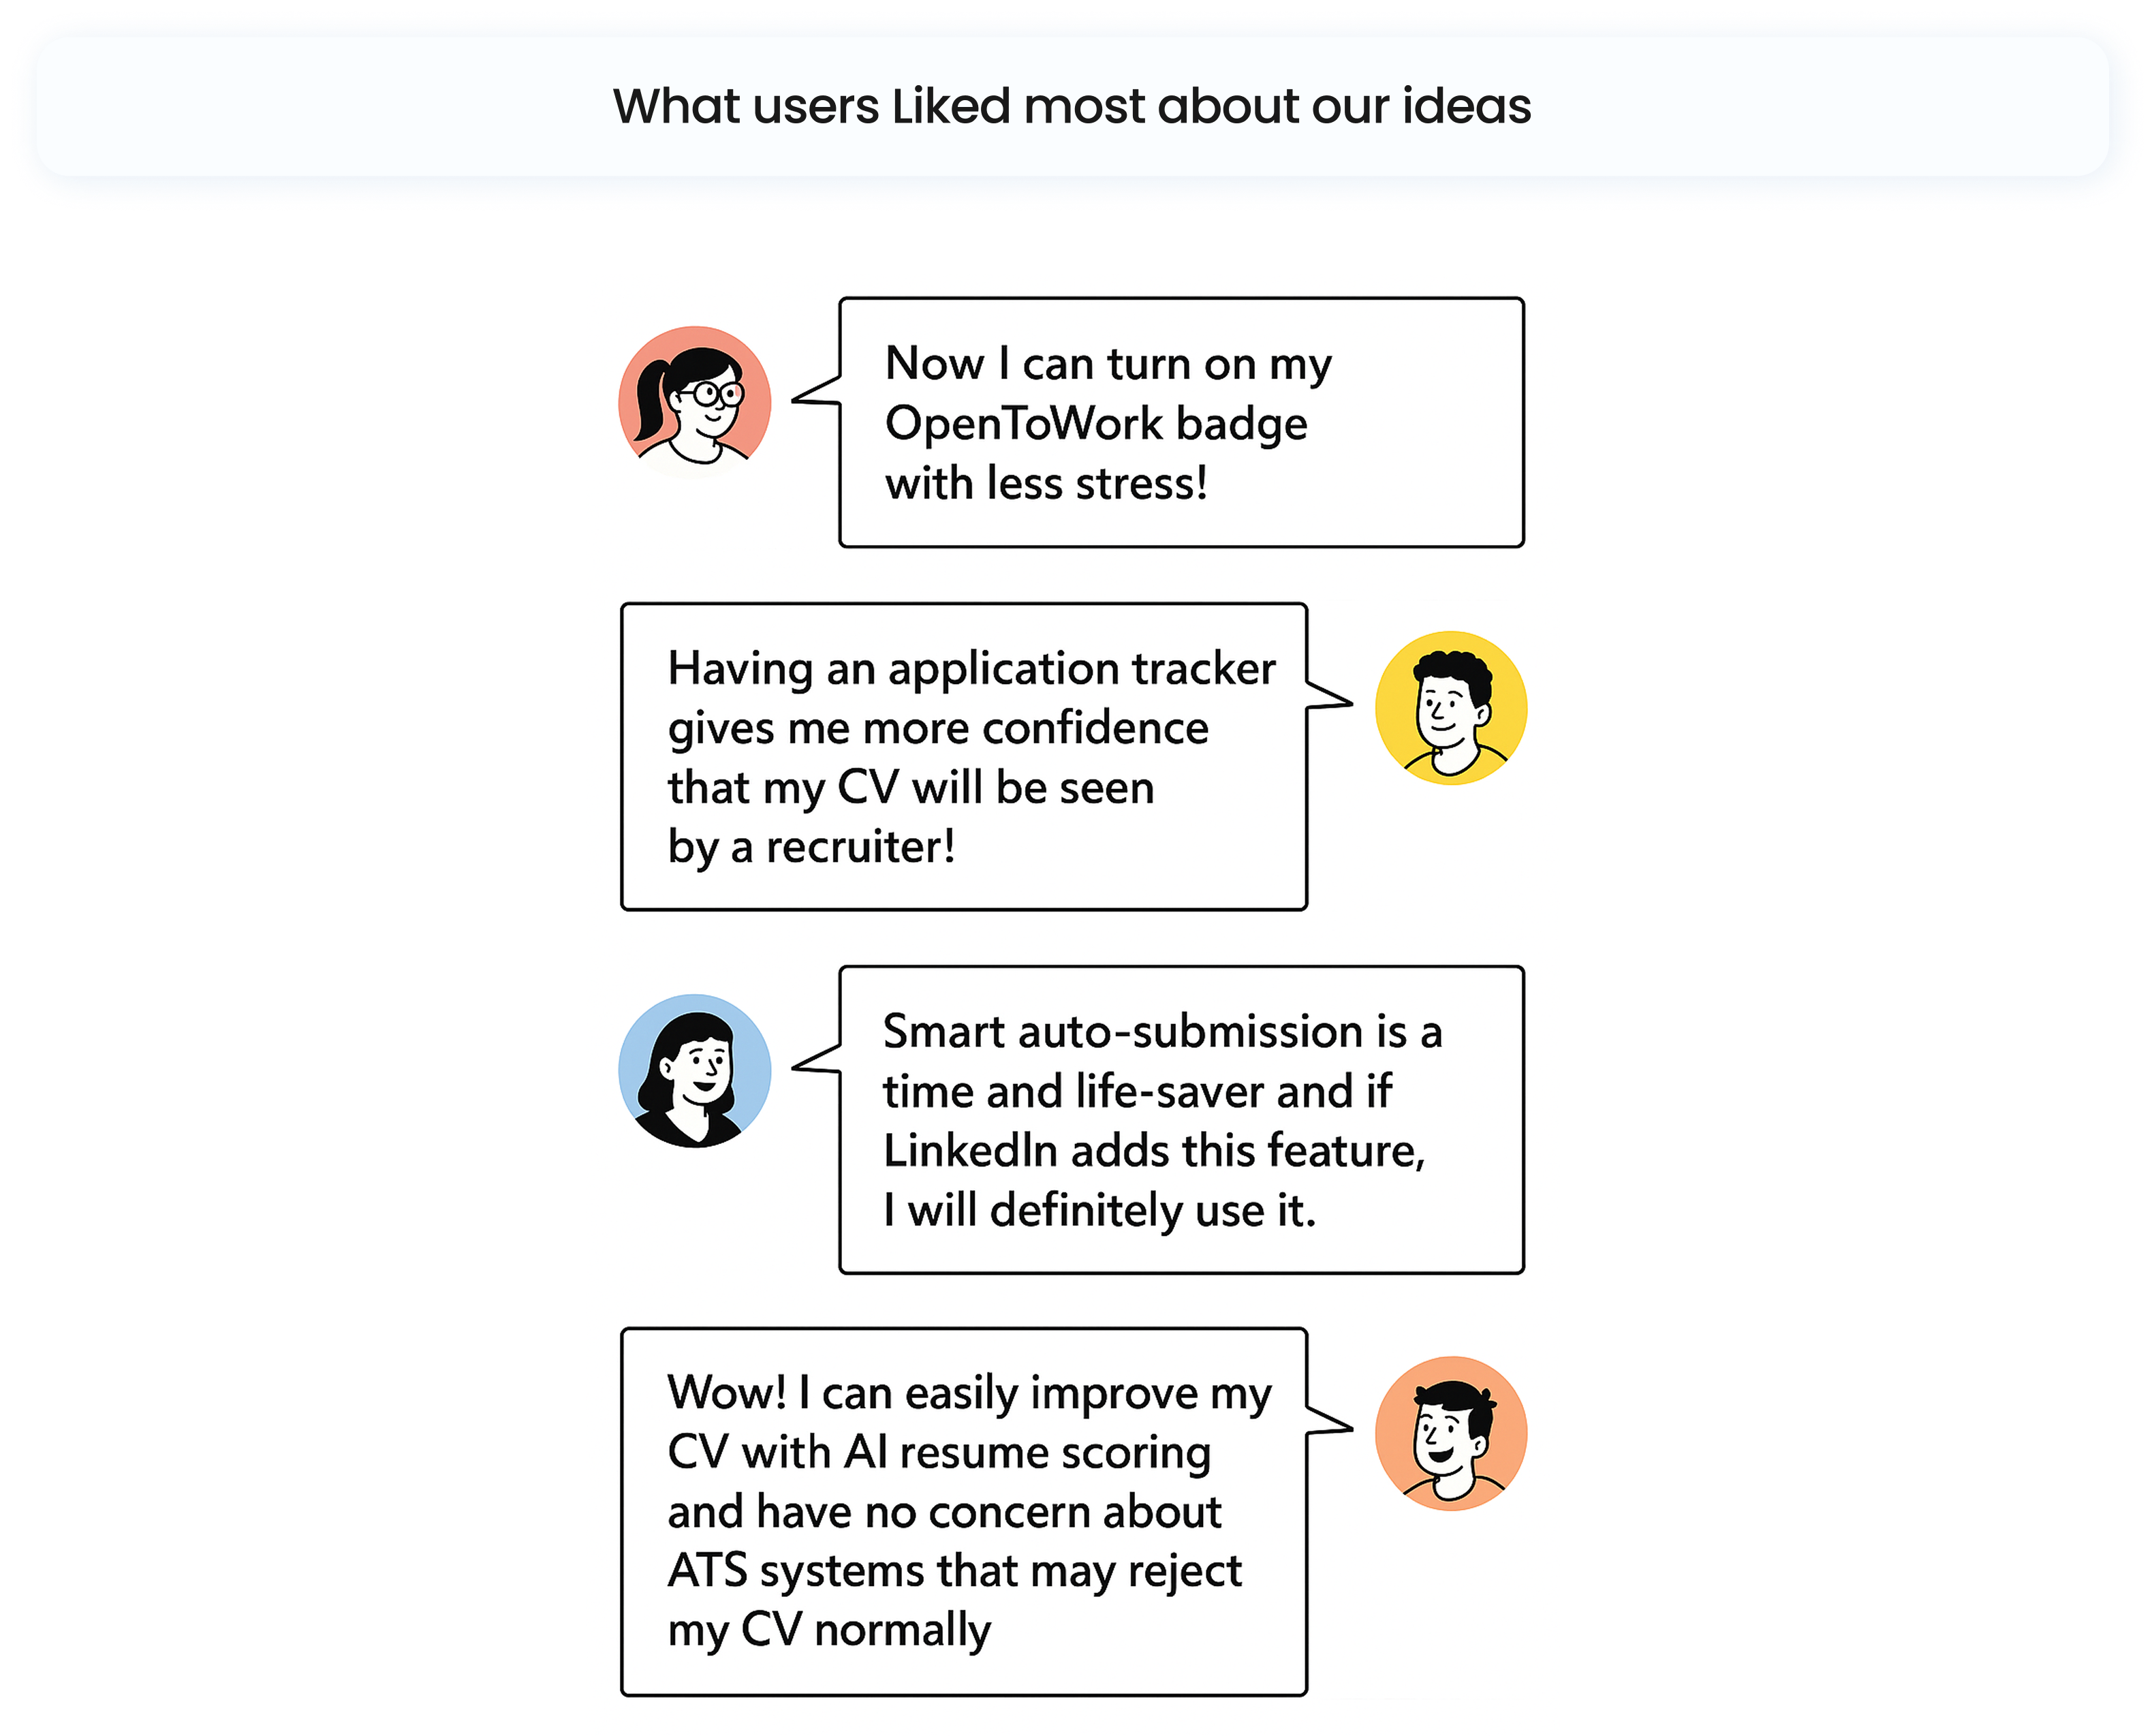 What users Liked most about our ideas
Now I can turn on my
OpenToWork badge
with less stress!
Having an application tracker
gives me more confidence
that my CV will be seen
by a recruiter!
Smart auto-submission is a
time and life-saver and if
LinkedIn adds this feature,
I will definitely use it.
Wow! I can easily improve my
CV with AI resume scoring
and have no concern about
ATS systems that may reject
my CV normally